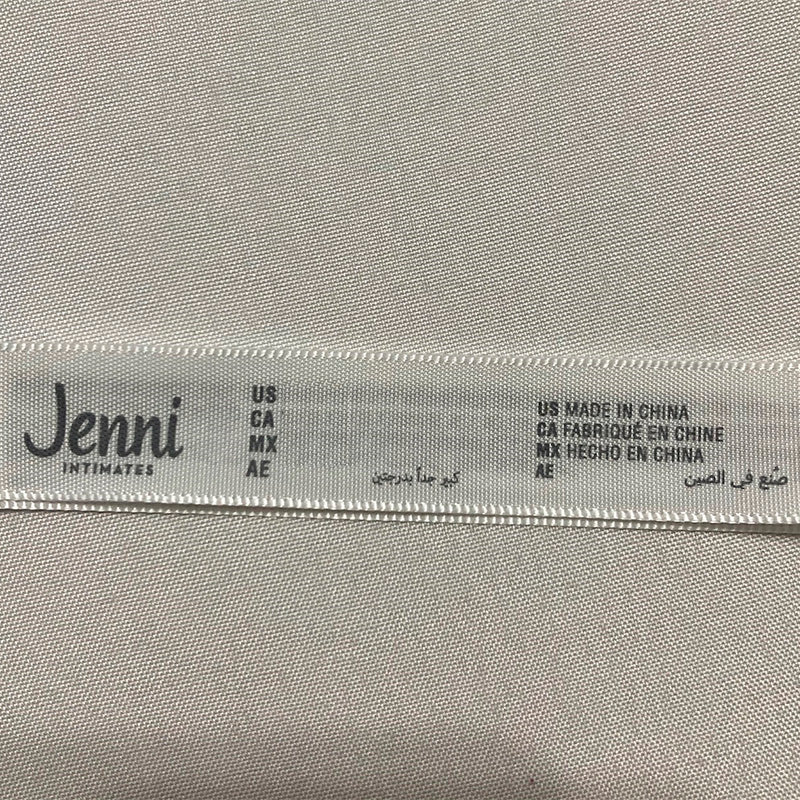 Jenni
INTIMATES
US
CA
MX
AE كبير جداً بدرجتين
US MADE IN CHINA
CA FABRIQUÉ EN CHINE
MX HECHO EN CHINA
AE صُنع في الصين